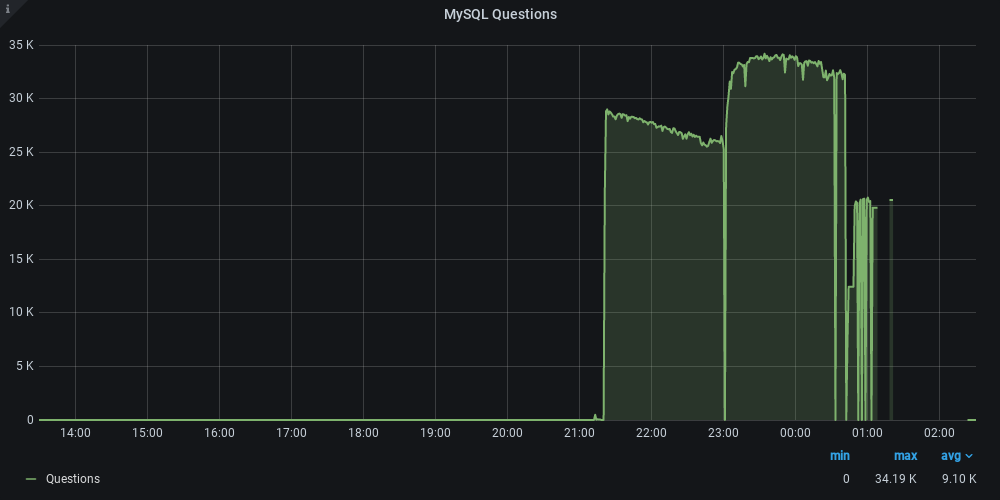 i
MySQL Questions
35 K
30 K
25 K
20 K
15 K
10 K
5 K
0
14:00 15:00 16:00 17:00 18:00 19:00 20:00 21:00 22:00 23:00 00:00 01:00 02:00
min max avg
Questions 0 34.19 K 9.10 K